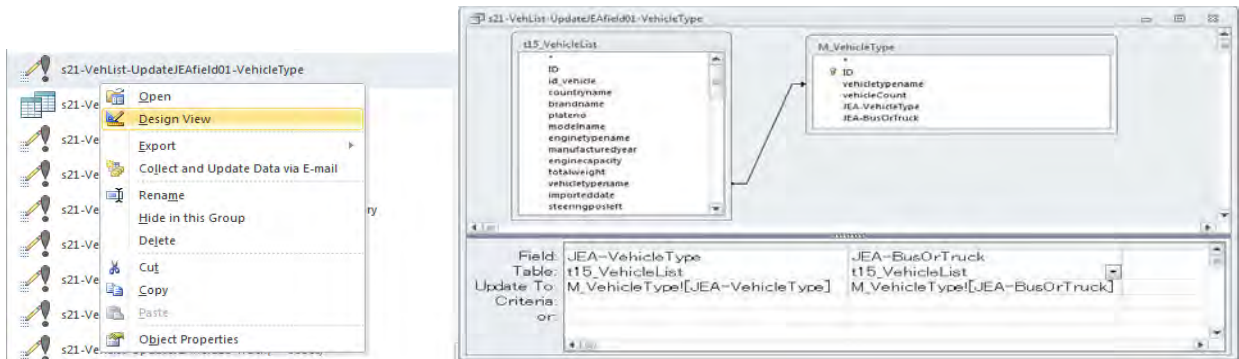 s21-VehList-UpdateJEAfield01-VehicleType
s21-Ve
s21-Ve
s21-Ve
s21-Ve
ry
s21-Ve
s21-Ve
s21-Ve
Open
Design View
Export
Collect and Update Data via E-mail
Rename
Hide in this Group
Delete
Cut
Copy
Paste
Object Properties
s21-VehList-UpdateJEAfield01-VehicleType
t15_VehicleList
*
ID
id_vehicle
countryname
brandname
plateno
modelname
enginetypename
manufacturedyear
enginecapacity
totalweight
vehicletypename
importeddate
steeringposleft
M_VehicleType
*
ID
vehicletypename
vehicleCount
JEA-VehicleType
JEA-BusOrTruck
Field: JEA-VehicleType JEA-BusOrTruck
Table: t15_VehicleList t15_VehicleList
Update To: M_VehicleType![JEA-VehicleType] M_VehicleType![JEA-BusOrTruck]
Criteria:
or: